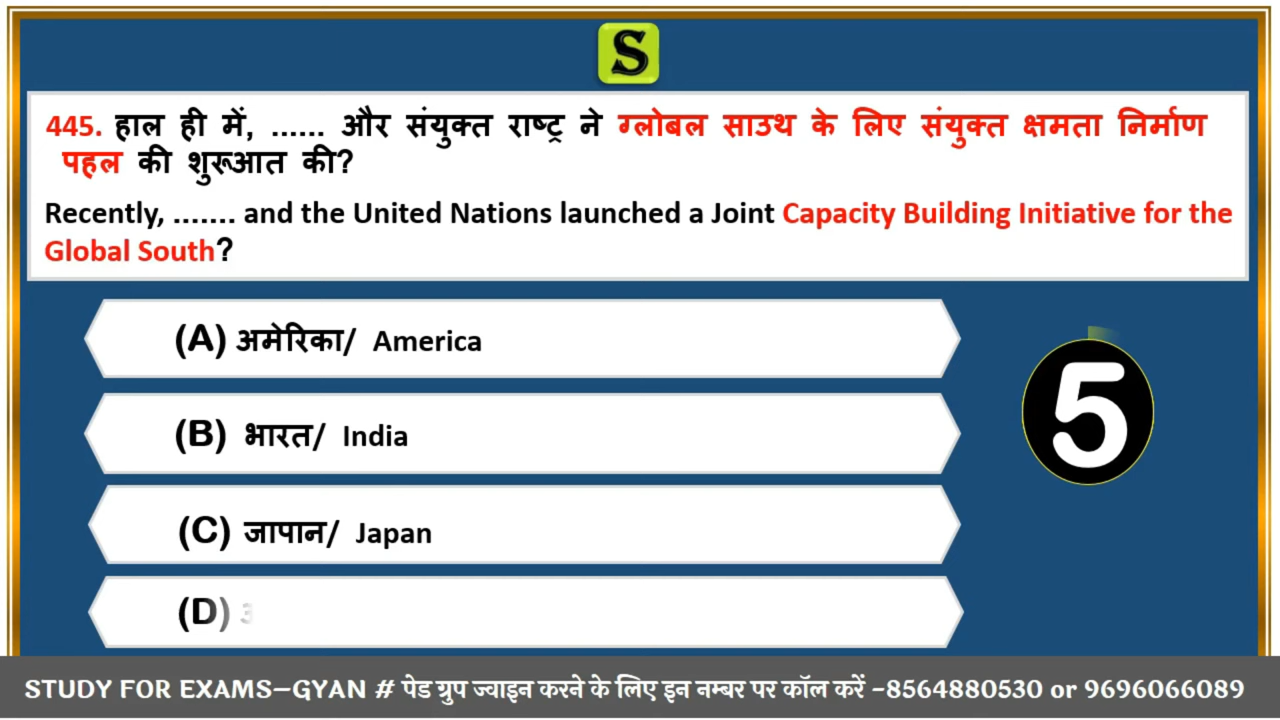 S
445. हाल ही में, ...... और संयुक्त राष्ट्र ने ग्लोबल साउथ के लिए संयुक्त क्षमता निर्माण
पहल की शुरूआत की?
Recently, ....... and the United Nations launched a Joint Capacity Building Initiative for the
Global South?
(A) अमेरिका/ America
(B) भारत/ India
5
(C) जापान/ Japan
(D)
STUDY FOR EXAMS–GYAN # पेड ग्रुप ज्वाइन करने के लिए इन नम्बर पर कॉल करें –8564880530 or 9696066089